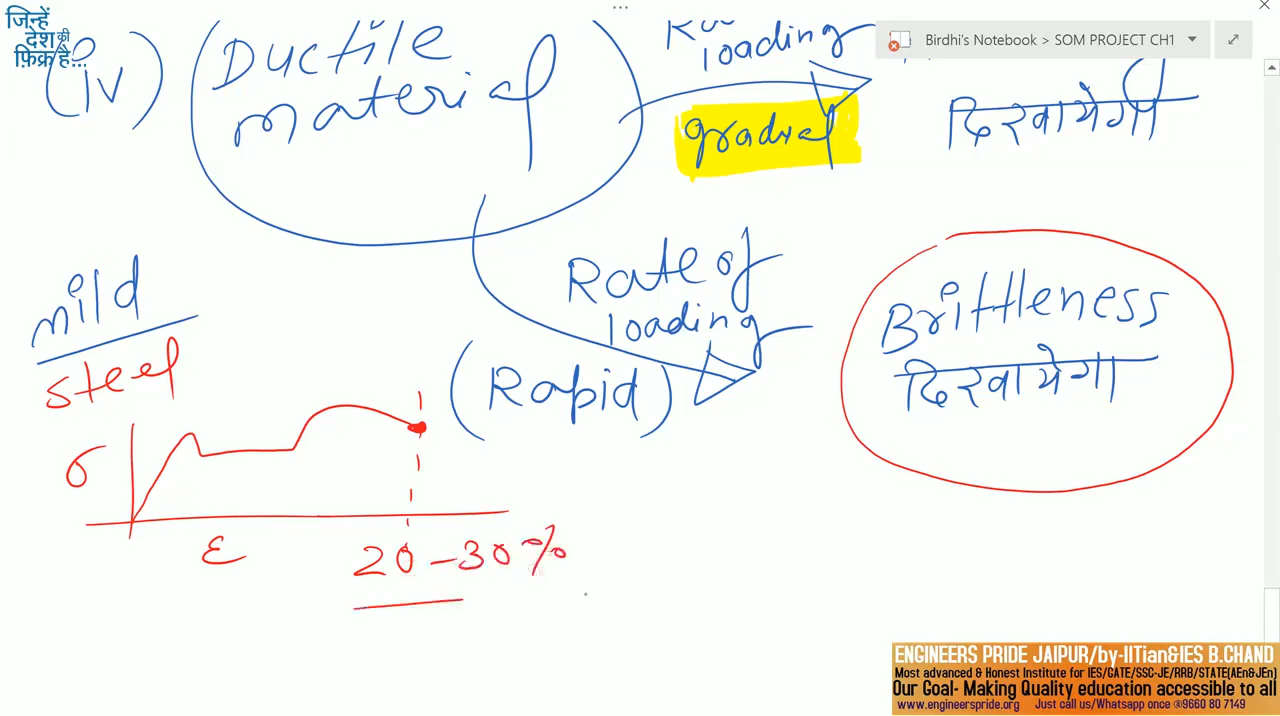 जिन्हें
देश की
फ़िक्र है...
(iv) Ductile
material
loading
gradual
दिखायेगी
Birdhi's Notebook > SOM PROJECT CH1
mild
steel
Rate of
loading
(Rapid)
Brittleness
दिखायेगा
σ
ε
20-30%
ENGINEERS PRIDE JAIPUR/by-IITian&IES B.CHAND
Most advanced & Honest Institute for IES/GATE/SSC-JE/RRB/STATE(AEn&JEn)
Our Goal- Making Quality education accessible to all
www.engineerspride.org Just call us/Whatsapp once @9660 80 7149